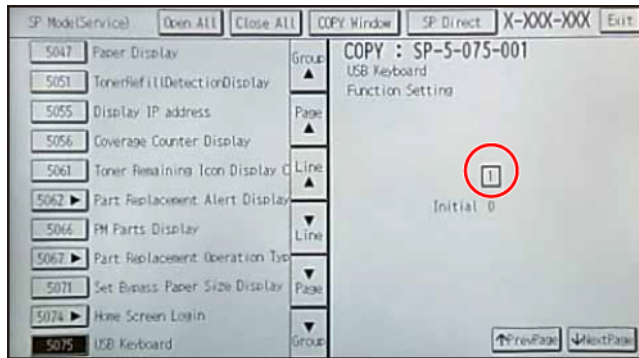 SP Mode(Service) Open All Close All COPY Window SP Direct X-XXX-XXX Exit
5047 Paper Display
5051 TonerRefillDetectionDisplay
5055 Display IP address
5056 Coverage Counter Display
5061 Toner Remaining Icon Display C
5062 ▶ Part Replacement Alert Display
5066 PM Parts Display
5067 ▶ Part Replacement Operation Typ
5071 Set Bypass Paper Size Display
5074 ▶ Home Screen Login
5075 USB Keyboard
Group ▲
Page ▲
Line ▲
▼ Line
▼ Page
▼ Group
COPY : SP-5-075-001
USB Keyboard
Function Setting
1
Initial 0
↑PrevPage ↓NextPage